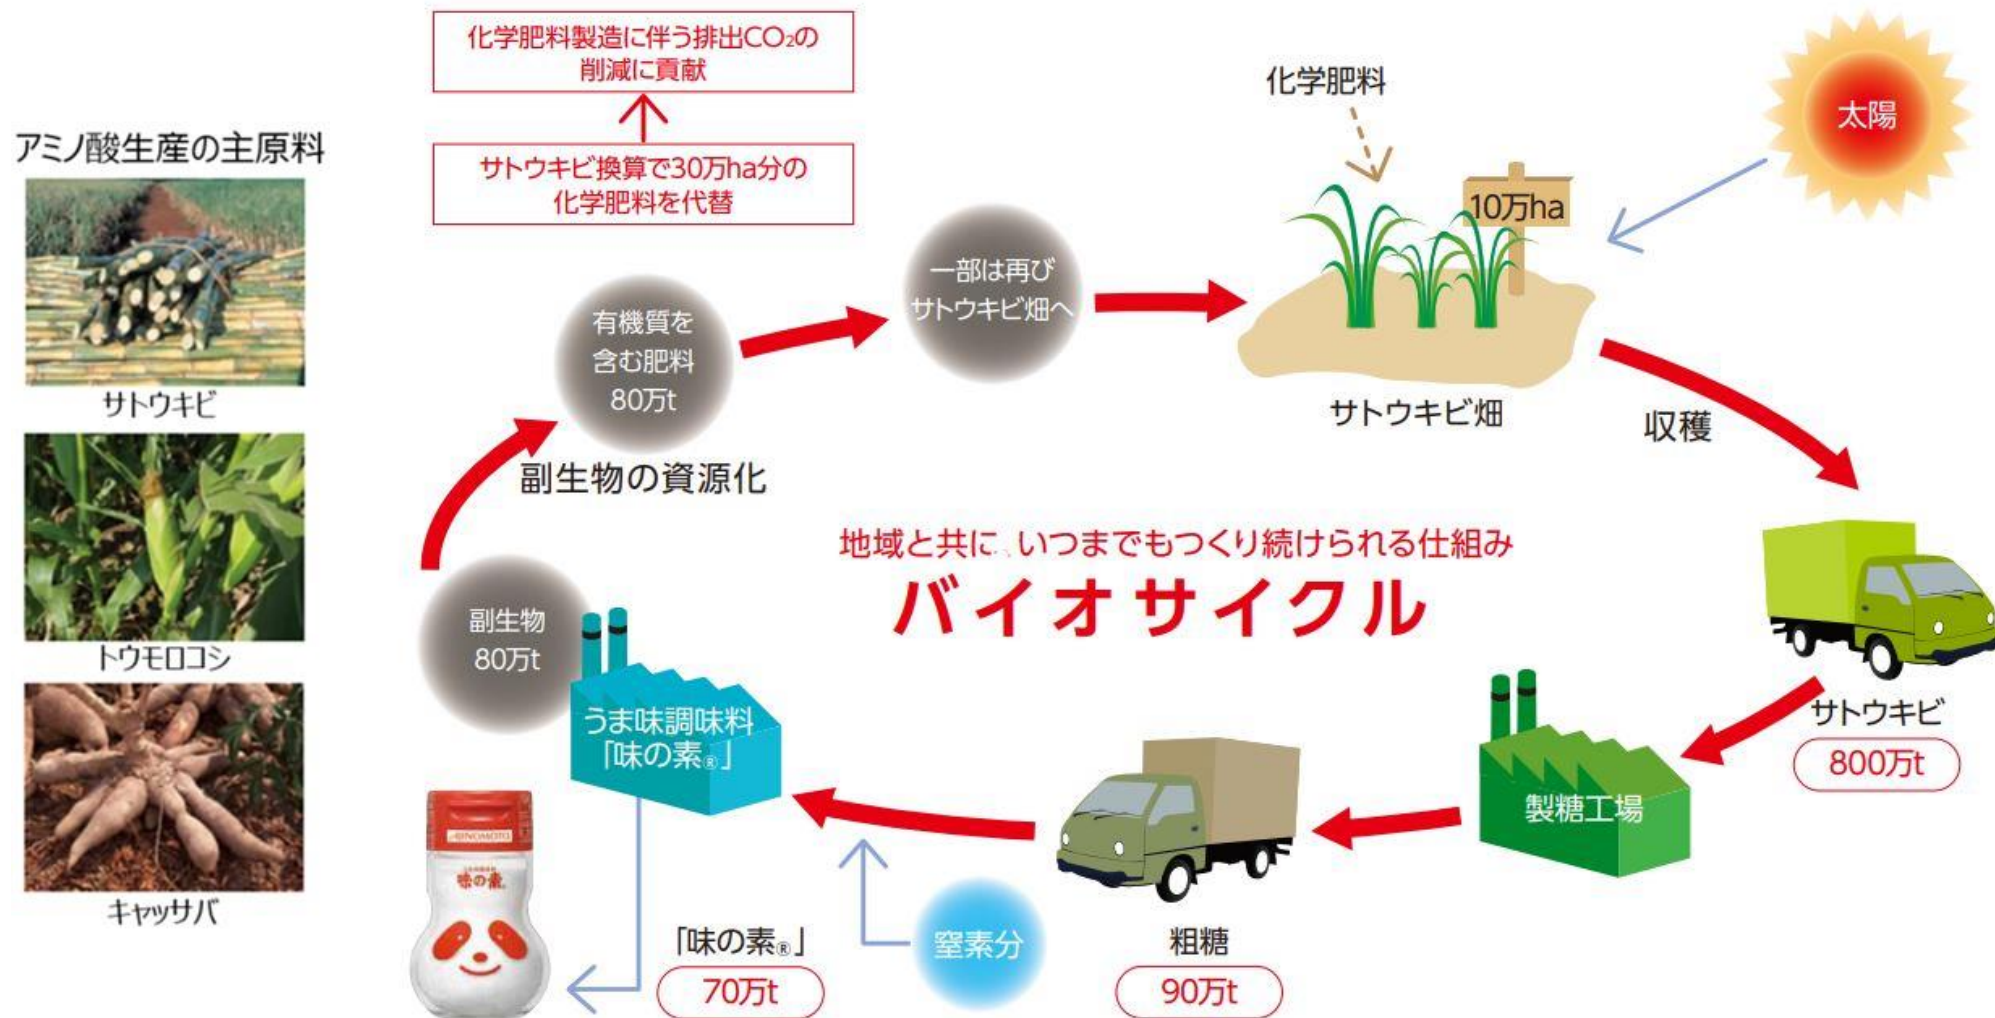 化学肥料製造に伴う排出CO₂の
削減に貢献
サトウキビ換算で30万ha分の
化学肥料を代替
アミノ酸生産の主原料
サトウキビ
トウモロコシ
キャッサバ
化学肥料
太陽
10万ha
一部は再び
サトウキビ畑へ
有機質を
含む肥料
80万t
副生物の資源化
サトウキビ畑
収穫
地域と共に、いつまでもつくり続けられる仕組み
バイオサイクル
副生物
80万t
うま味調味料
「味の素®」
サトウキビ
800万t
製糖工場
粗糖
90万t
窒素分
「味の素®」
70万t
AJINOMOTO
味の素®